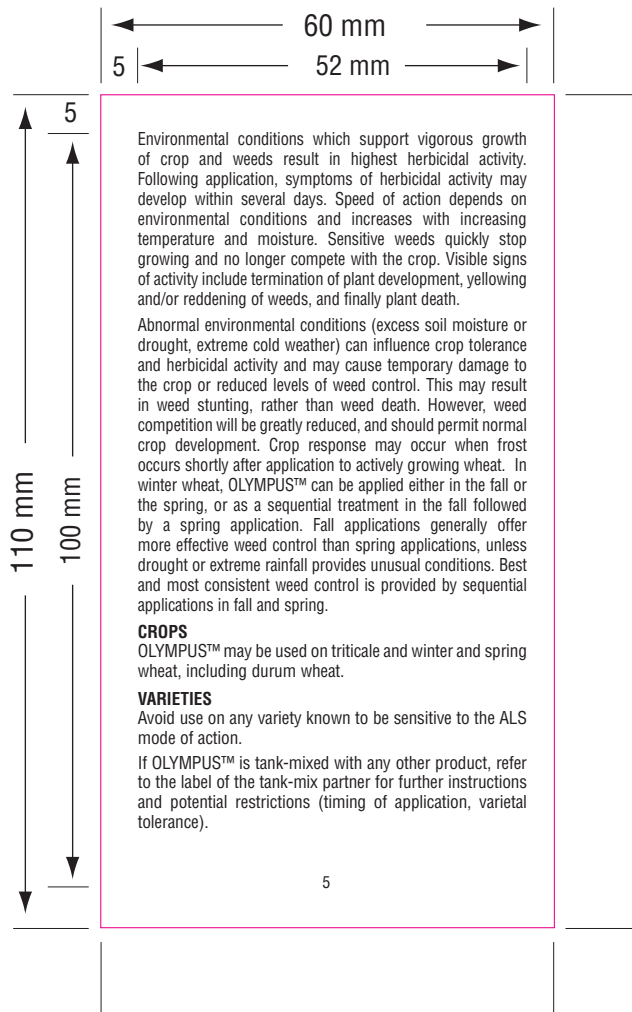 60 mm
5
52 mm
5
110 mm
100 mm
Environmental conditions which support vigorous growth
of crop and weeds result in highest herbicidal activity.
Following application, symptoms of herbicidal activity may
develop within several days. Speed of action depends on
environmental conditions and increases with increasing
temperature and moisture. Sensitive weeds quickly stop
growing and no longer compete with the crop. Visible signs
of activity include termination of plant development, yellowing
and/or reddening of weeds, and finally plant death.
Abnormal environmental conditions (excess soil moisture or
drought, extreme cold weather) can influence crop tolerance
and herbicidal activity and may cause temporary damage to
the crop or reduced levels of weed control. This may result
in weed stunting, rather than weed death. However, weed
competition will be greatly reduced, and should permit normal
crop development. Crop response may occur when frost
occurs shortly after application to actively growing wheat. In
winter wheat, OLYMPUS™ can be applied either in the fall or
the spring, or as a sequential treatment in the fall followed
by a spring application. Fall applications generally offer
more effective weed control than spring applications, unless
drought or extreme rainfall provides unusual conditions. Best
and most consistent weed control is provided by sequential
applications in fall and spring.
CROPS
OLYMPUS™ may be used on triticale and winter and spring
wheat, including durum wheat.
VARIETIES
Avoid use on any variety known to be sensitive to the ALS
mode of action.
If OLYMPUS™ is tank-mixed with any other product, refer
to the label of the tank-mix partner for further instructions
and potential restrictions (timing of application, varietal
tolerance).
5